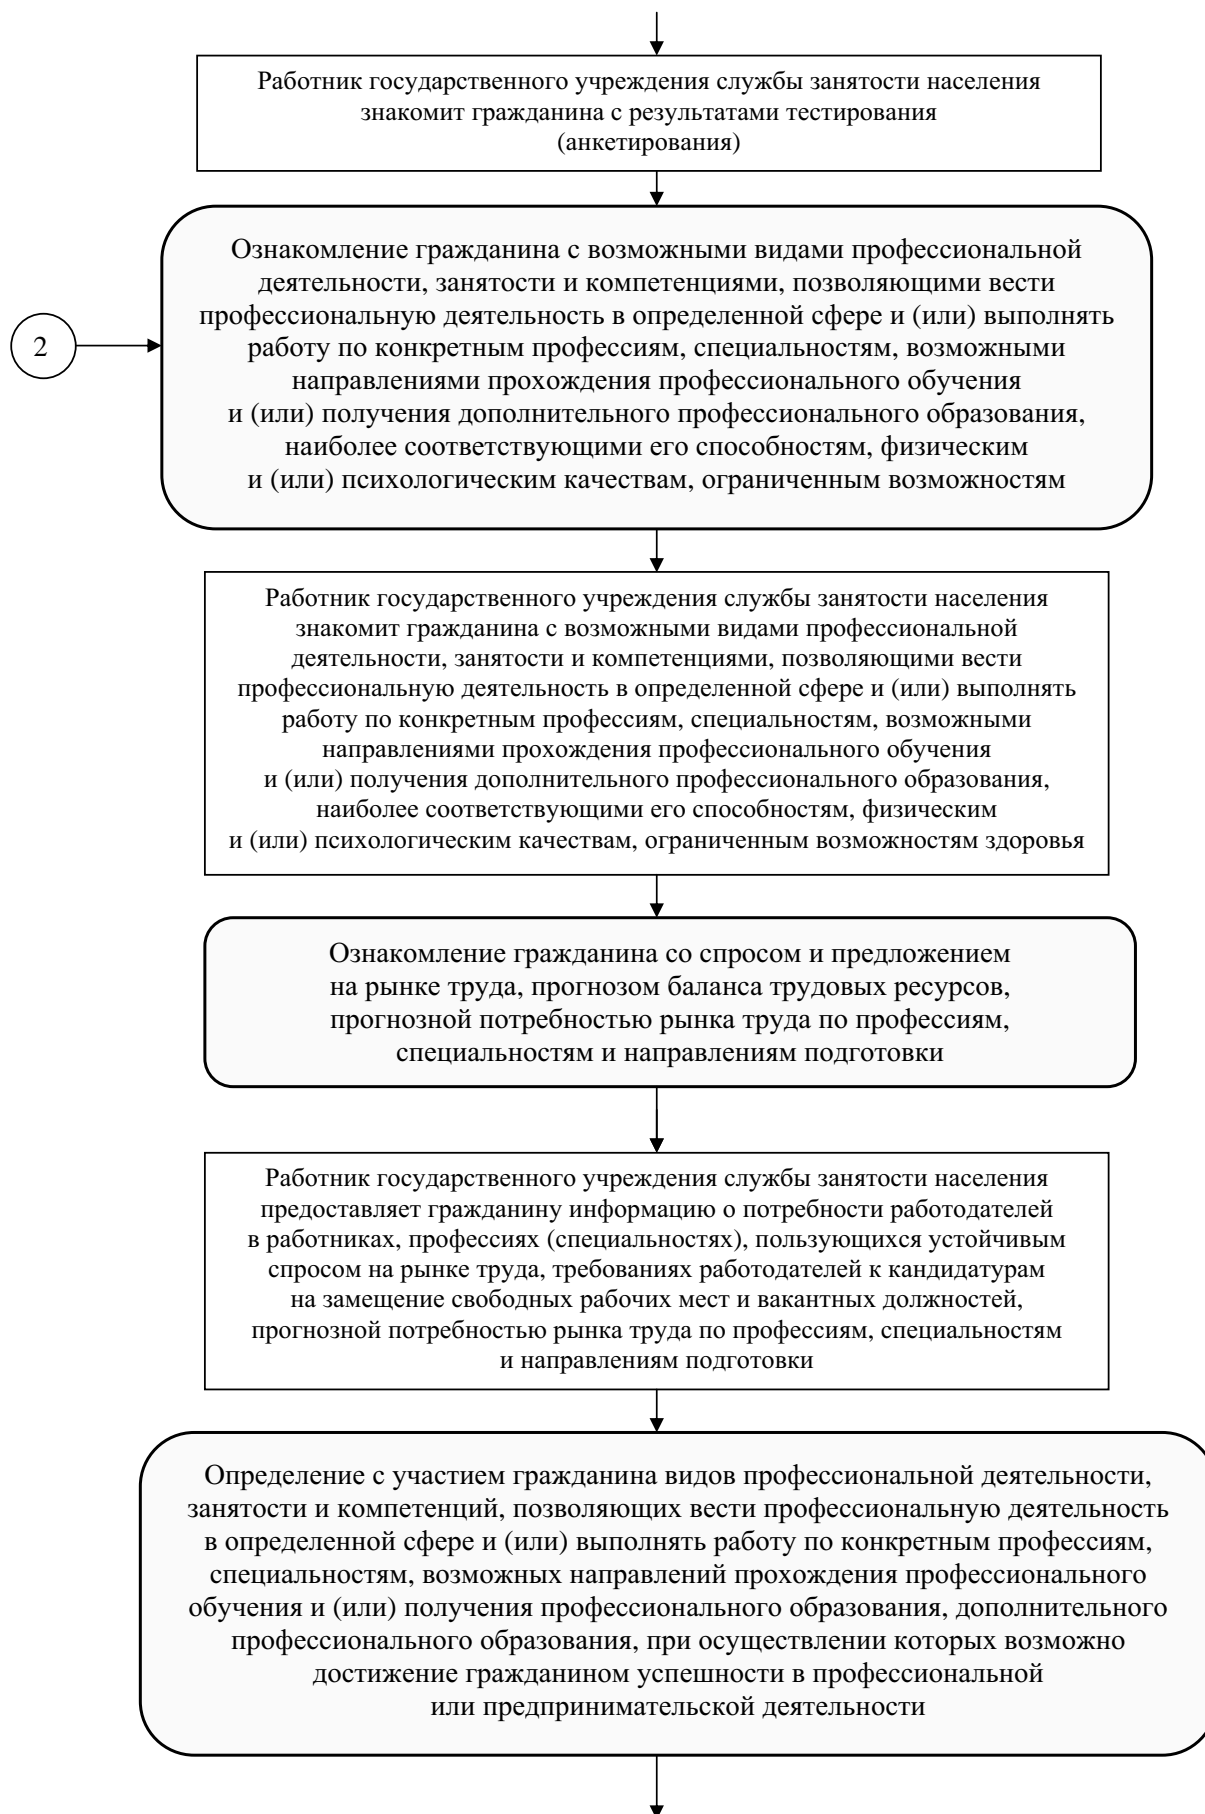 Работник государственного учреждения службы занятости населения
знакомит гражданина с результатами тестирования
(анкетирования)
Ознакомление гражданина с возможными видами профессиональной
деятельности, занятости и компетенциями, позволяющими вести
профессиональную деятельность в определенной сфере и (или) выполнять
работу по конкретным профессиям, специальностям, возможными
направлениями прохождения профессионального обучения
и (или) получения дополнительного профессионального образования,
наиболее соответствующими его способностям, физическим
и (или) психологическим качествам, ограниченным возможностям
2
Работник государственного учреждения службы занятости населения
знакомит гражданина с возможными видами профессиональной
деятельности, занятости и компетенциями, позволяющими вести
профессиональную деятельность в определенной сфере и (или) выполнять
работу по конкретным профессиям, специальностям, возможными
направлениями прохождения профессионального обучения
и (или) получения дополнительного профессионального образования,
наиболее соответствующими его способностям, физическим
и (или) психологическим качествам, ограниченным возможностям здоровья
Ознакомление гражданина со спросом и предложением
на рынке труда, прогнозом баланса трудовых ресурсов,
прогнозной потребностью рынка труда по профессиям,
специальностям и направлениям подготовки
Работник государственного учреждения службы занятости населения
предоставляет гражданину информацию о потребности работодателей
в работниках, профессиях (специальностях), пользующихся устойчивым
спросом на рынке труда, требованиях работодателей к кандидатурам
на замещение свободных рабочих мест и вакантных должностей,
прогнозной потребностью рынка труда по профессиям, специальностям
и направлениям подготовки
Определение с участием гражданина видов профессиональной деятельности,
занятости и компетенций, позволяющих вести профессиональную деятельность
в определенной сфере и (или) выполнять работу по конкретным профессиям,
специальностям, возможных направлений прохождения профессионального
обучения и (или) получения профессионального образования, дополнительного
профессионального образования, при осуществлении которых возможно
достижение гражданином успешности в профессиональной
или предпринимательской деятельности